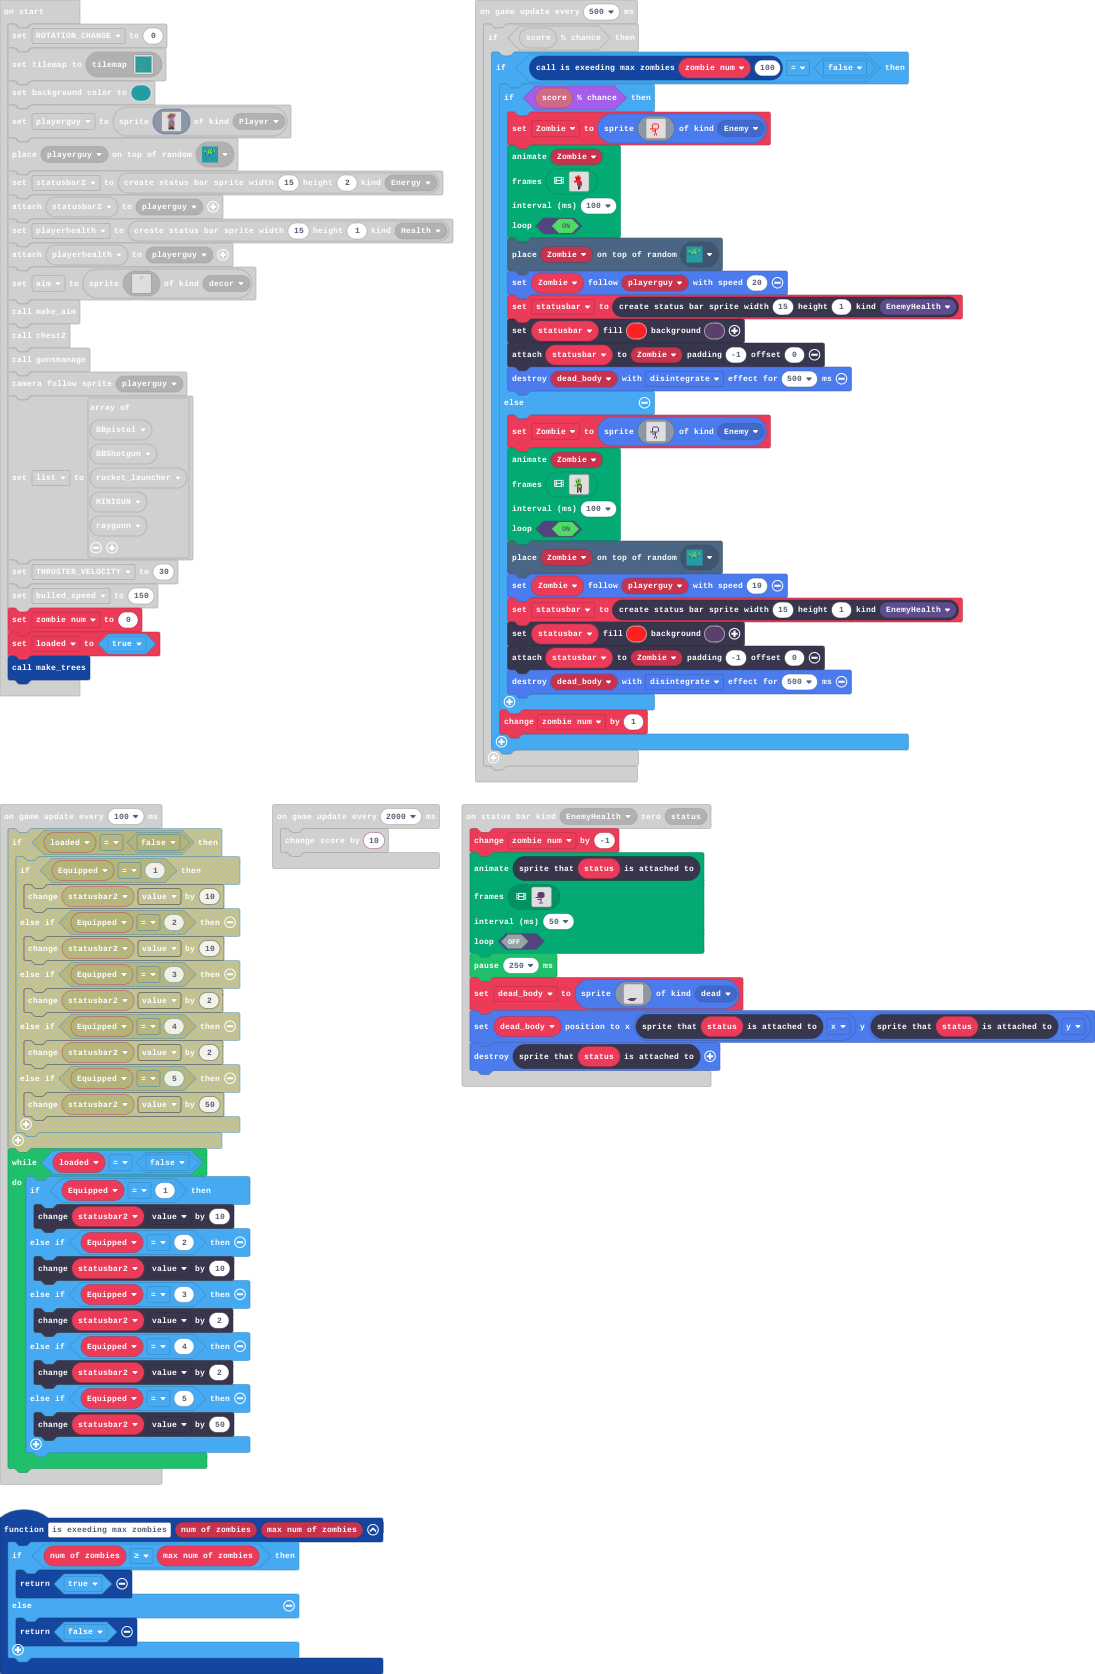 on start
set ROTATION_CHANGE to 0
set tilemap to tilemap
set background color to
set playerguy to sprite of kind Player
place playerguy on top of random
set statusbar2 to create status bar sprite width 15 height 2 kind Energy
attach statusbar2 to playerguy
set playerhealth to create status bar sprite width 15 height 1 kind Health
attach playerhealth to playerguy
set aim to sprite of kind decor
call make_aim
call chest2
call gunsmanage
camera follow sprite playerguy
set list to array of
BBpistol
BBShotgun
rocket_launcher
MINIGUN
raygunn
set THRUSTER_VELOCITY to 30
set bulled_speed to 150
set zombie num to 0
set loaded to true
call make_trees
on game update every 500 ms
if score % chance then
if call is exeeding max zombies zombie num 100 = false then
if score % chance then
set Zombie to sprite of kind Enemy
animate Zombie
frames
interval (ms) 100
loop ON
place Zombie on top of random
set Zombie follow playerguy with speed 20
set statusbar to create status bar sprite width 15 height 1 kind EnemyHealth
set statusbar fill background
attach statusbar to Zombie padding -1 offset 0
destroy dead_body with disintegrate effect for 500 ms
else
set Zombie to sprite of kind Enemy
animate Zombie
frames
interval (ms) 100
loop ON
place Zombie on top of random
set Zombie follow playerguy with speed 10
set statusbar to create status bar sprite width 15 height 1 kind EnemyHealth
set statusbar fill background
attach statusbar to Zombie padding -1 offset 0
destroy dead_body with disintegrate effect for 500 ms
change zombie num by 1
on game update every 100 ms
if loaded = false then
if Equipped = 1 then
change statusbar2 value by 10
else if Equipped = 2 then
change statusbar2 value by 10
else if Equipped = 3 then
change statusbar2 value by 2
else if Equipped = 4 then
change statusbar2 value by 2
else if Equipped = 5 then
change statusbar2 value by 50
while loaded = false
do if Equipped = 1 then
change statusbar2 value by 10
else if Equipped = 2 then
change statusbar2 value by 10
else if Equipped = 3 then
change statusbar2 value by 2
else if Equipped = 4 then
change statusbar2 value by 2
else if Equipped = 5 then
change statusbar2 value by 50
on game update every 2000 ms
change score by 10
on status bar kind EnemyHealth zero status
change zombie num by -1
animate sprite that status is attached to
frames
interval (ms) 50
loop OFF
pause 250 ms
set dead_body to sprite of kind dead
set dead_body position to x sprite that status is attached to x y sprite that status is attached to y
destroy sprite that status is attached to
function is exeeding max zombies num of zombies max num of zombies
if num of zombies ≥ max num of zombies then
return true
else
return false